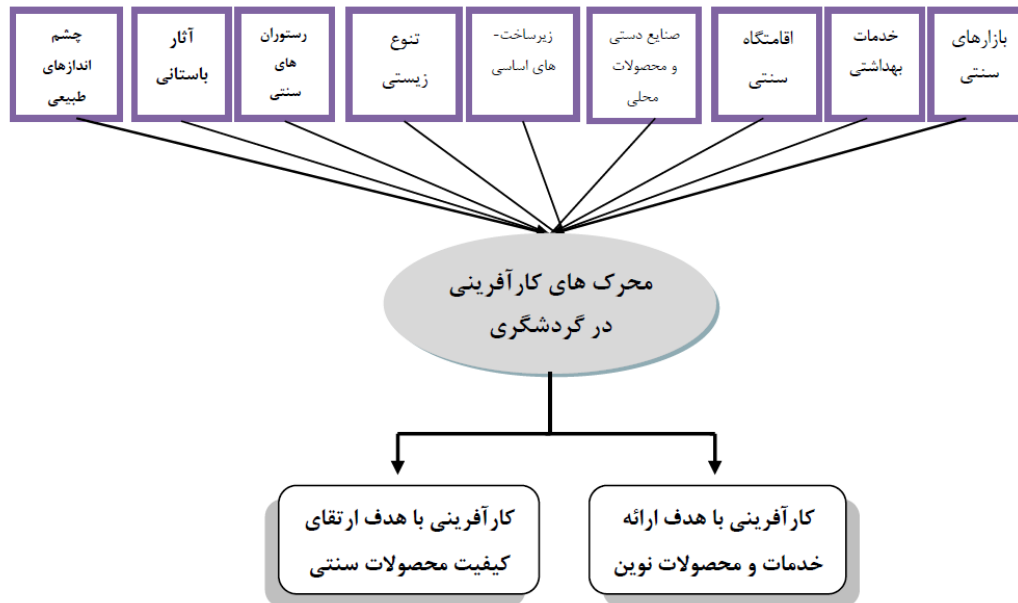 بازارهای
سنتی
خدمات
بهداشتی
اقامتگاه
سنتی
صنایع دستی
و محصولات
محلی
زیرساخت-
های اساسی
تنوع
زیستی
رستوران
های
سنتی
آثار
باستانی
چشم
اندازهای
طبیعی
محرک های کارآفرینی
در گردشگری
کارآفرینی با هدف ارائه
خدمات و محصولات نوین
کارآفرینی با هدف ارتقای
کیفیت محصولات سنتی